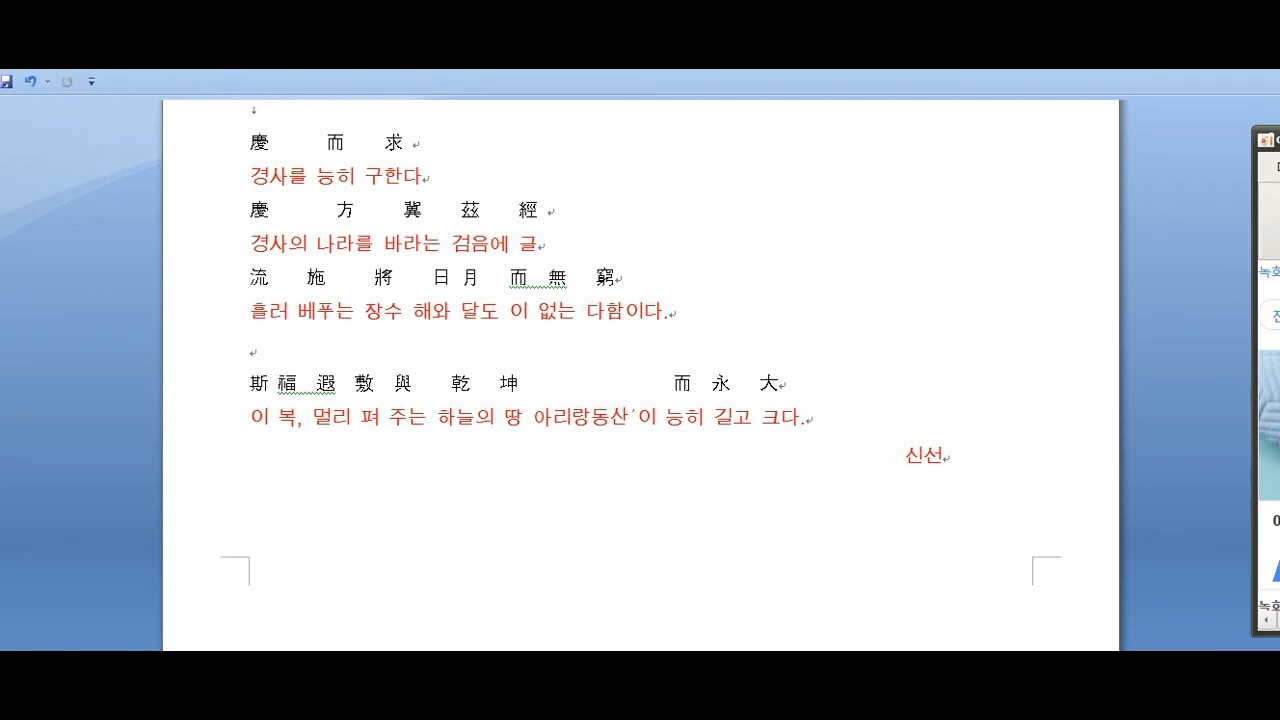 慶 而 求
경사를 능히 구한다
慶 方 冀 茲 經
경사의 나라를 바라는 검음에 글
流 施 將 日 月 而 無 窮
흘러 베푸는 장수 해와 달도 이 없는 다함이다.
斯 福 遐 敷 與 乾 坤 而 永 大
이 복, 멀리 펴 주는 하늘의 땅 아리랑동산´이 능히 길고 크다.
신선
녹화
녹화